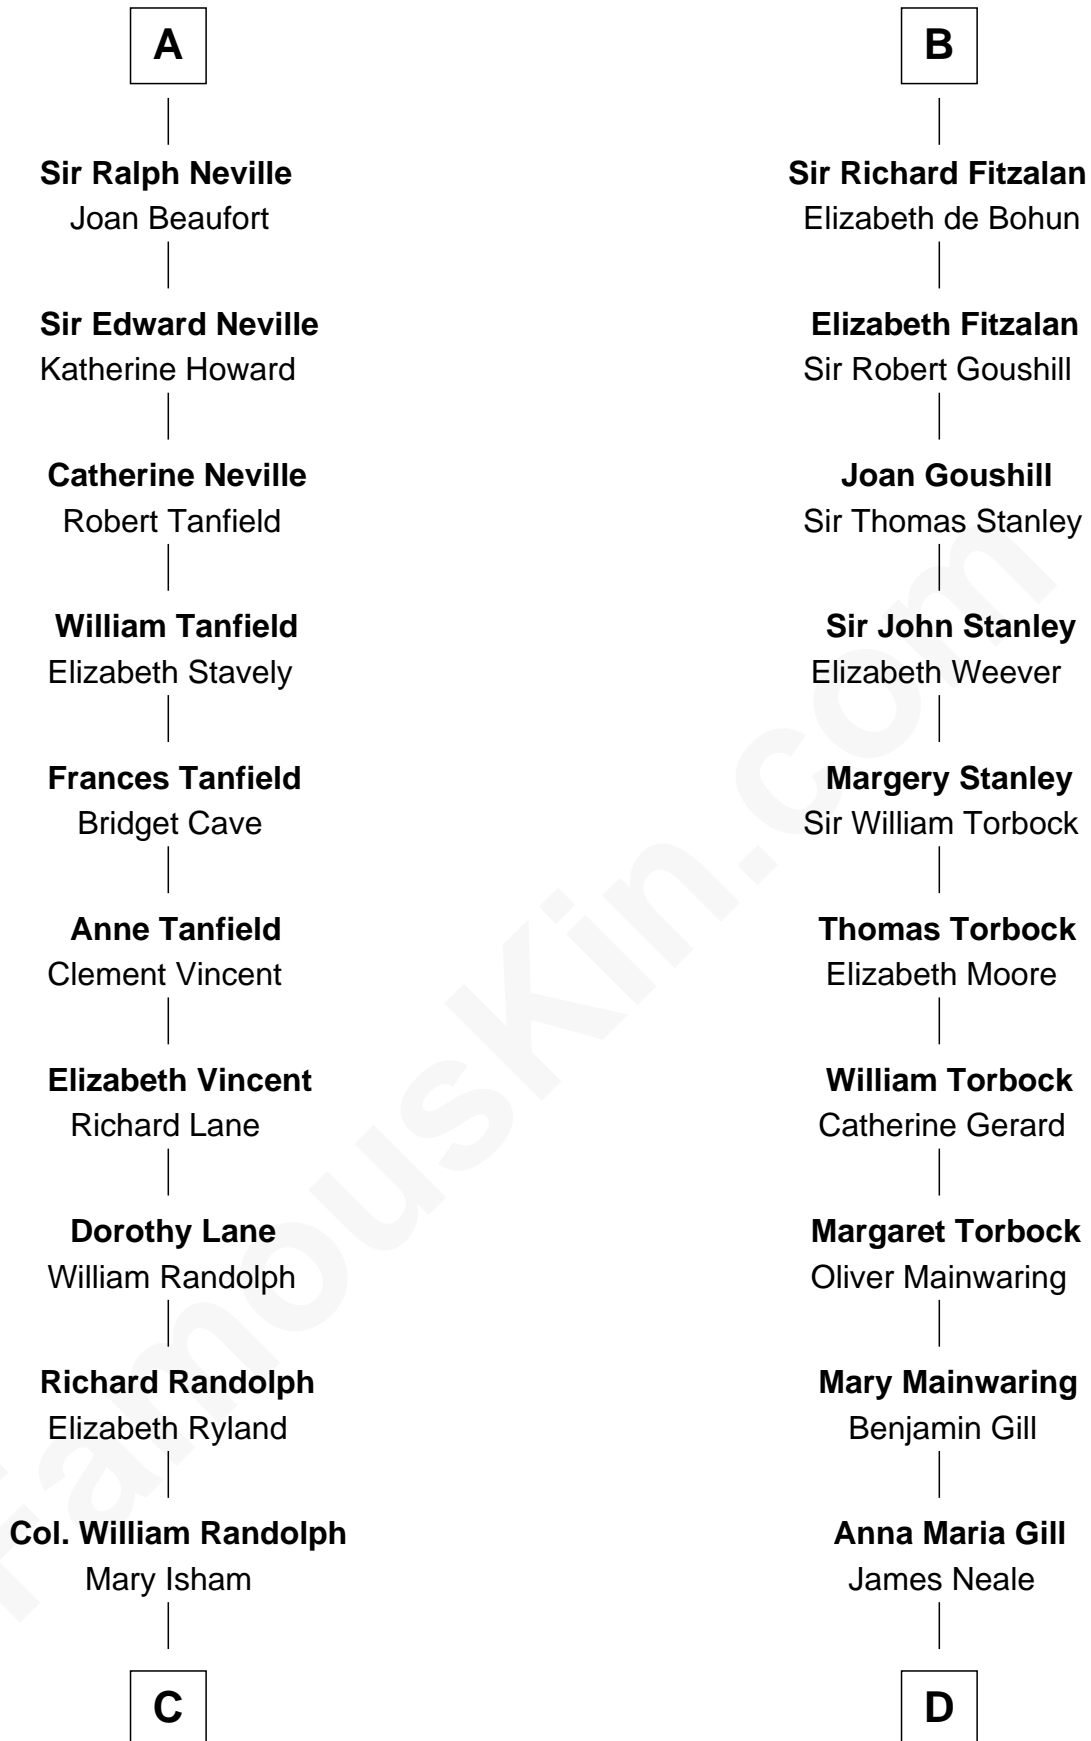 A
Sir Ralph Neville
Joan Beaufort
Sir Edward Neville
Katherine Howard
Catherine Neville
Robert Tanfield
William Tanfield
Elizabeth Stavely
Frances Tanfield
Bridget Cave
Anne Tanfield
Clement Vincent
Elizabeth Vincent
Richard Lane
Dorothy Lane
William Randolph
Richard Randolph
Elizabeth Ryland
Col. William Randolph
Mary Isham
C
B
Sir Richard Fitzalan
Elizabeth de Bohun
Elizabeth Fitzalan
Sir Robert Goushill
Joan Goushill
Sir Thomas Stanley
Sir John Stanley
Elizabeth Weever
Margery Stanley
Sir William Torbock
Thomas Torbock
Elizabeth Moore
William Torbock
Catherine Gerard
Margaret Torbock
Oliver Mainwaring
Mary Mainwaring
Benjamin Gill
Anna Maria Gill
James Neale
D
FamousKin.com